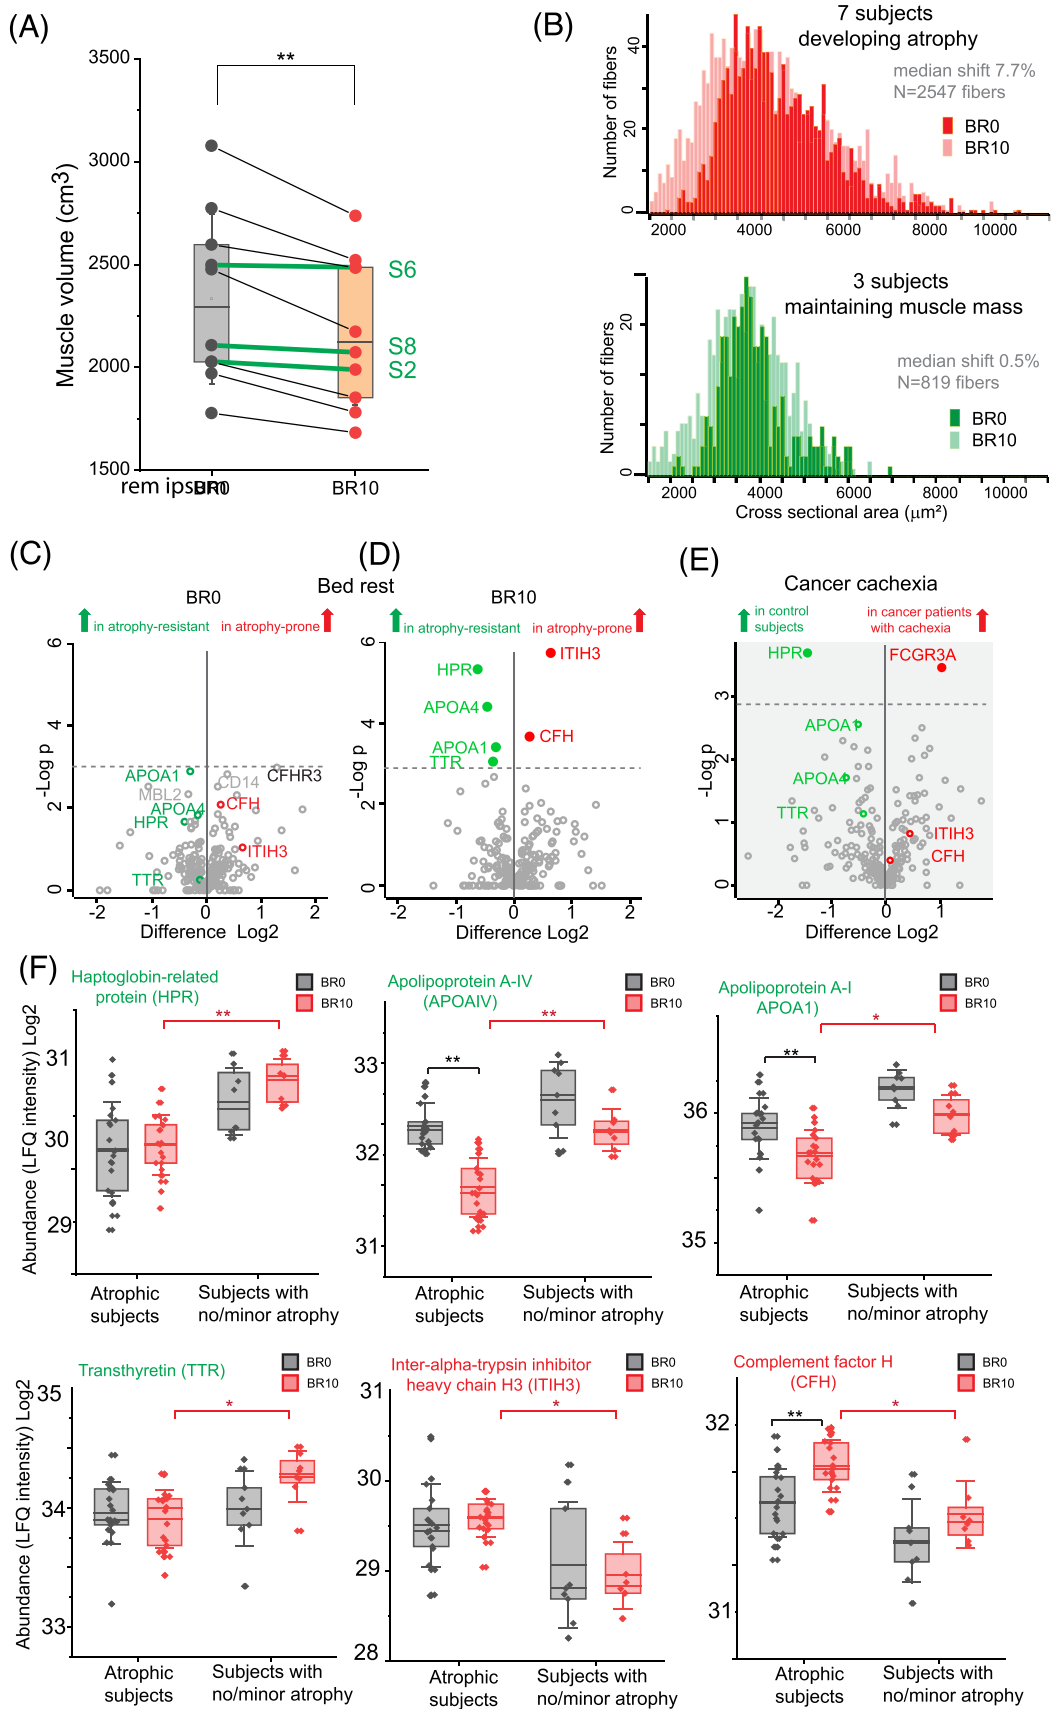 (A)
**
3500
3000
2500
2000
1500
Muscle volume (cm3)
S6
S8
S2
rem ipsum
BR0
BR10
(B)
7 subjects
developing atrophy
median shift 7.7%
N=2547 fibers
BR0
BR10
Number of fibers
40
20
0
2000
4000
6000
8000
10000
3 subjects
maintaining muscle mass
median shift 0.5%
N=819 fibers
BR0
BR10
Number of fibers
20
0
2000
4000
6000
8000
10000
Cross sectional area (µm²)
(C)
Bed rest
BR0
in atrophy-resistant
in atrophy-prone
6
4
2
0
-Log p
APOA1
MBL2
CD14
CFHR3
APOA4
CFH
HPR
ITIH3
TTR
-2
-1
0
1
2
Difference Log2
(D)
BR10
in atrophy-resistant
in atrophy-prone
6
4
2
0
-Log p
ITIH3
HPR
APOA4
CFH
APOA1
TTR
-2
-1
0
1
2
Difference Log2
(E)
Cancer cachexia
in control
subjects
in cancer patients
with cachexia
HPR
FCGR3A
3
2
1
0
-Log p
APOA1
APOA4
TTR
ITIH3
CFH
-2
-1
0
1
Difference Log2
(F)
Haptoglobin-related
protein (HPR)
BR0
BR10
**
Abundance (LFQ intensity) Log2
31
30
29
Atrophic
subjects
Subjects with
no/minor atrophy
Apolipoprotein A-IV
(APOAIV)
BR0
BR10
**
**
33
32
31
Atrophic
subjects
Subjects with
no/minor atrophy
Apolipoprotein A-I
APOA1)
BR0
BR10
*
**
36
35
Atrophic
subjects
Subjects with
no/minor atrophy
Transthyretin (TTR)
BR0
BR10
*
Abundance (LFQ intensity) Log2
35
34
33
Atrophic
subjects
Subjects with
no/minor atrophy
Inter-alpha-trypsin inhibitor
heavy chain H3 (ITIH3)
BR0
BR10
*
31
30
29
28
Atrophic
subjects
Subjects with
no/minor atrophy
Complement factor H
(CFH)
BR0
BR10
**
*
32
31
Atrophic
subjects
Subjects with
no/minor atrophy